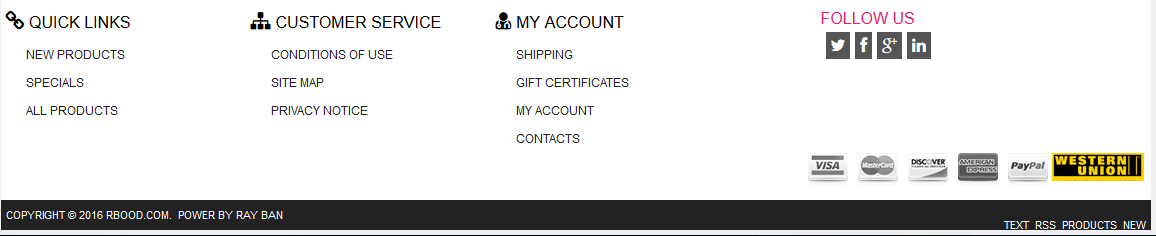 QUICK LINKS
NEW PRODUCTS
SPECIALS
ALL PRODUCTS
CUSTOMER SERVICE
CONDITIONS OF USE
SITE MAP
PRIVACY NOTICE
MY ACCOUNT
SHIPPING
GIFT CERTIFICATES
MY ACCOUNT
CONTACTS
FOLLOW US
VISA
MasterCard
DISCOVER
AMERICAN
EXPRESS
PayPal
WESTERN
UNION
COPYRIGHT © 2016 RBOOD.COM. POWER BY RAY BAN
TEXT RSS PRODUCTS NEW